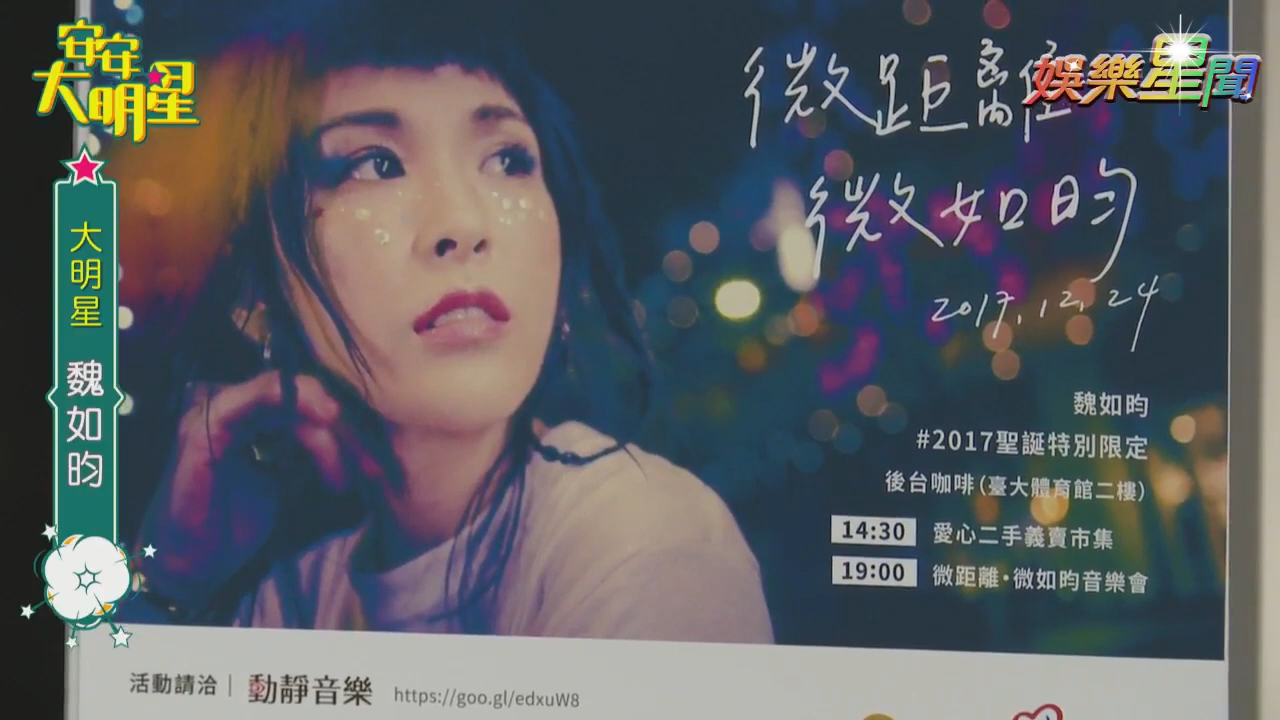 安安
大明星
娛樂星聞
大明星 魏如昀
微距離
微如昀
2017.12.24
魏如昀
#2017聖誕特別限定
後台咖啡(臺大體育館二樓)
14:30 愛心二手義賣市集
19:00 微距離·微如昀音樂會
活動請洽| 動靜音樂 https://goo.gl/edxuW8